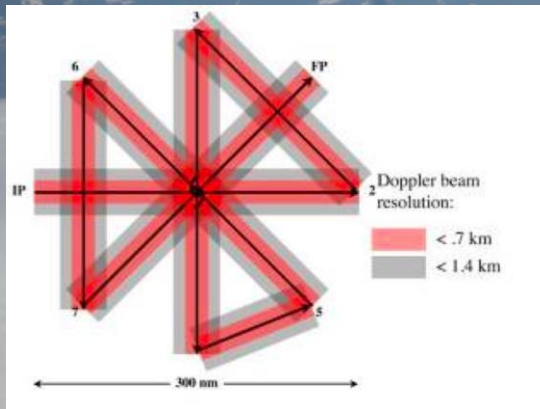 3
6
FP
IP
2
Doppler beam
resolution:
< .7 km
< 1.4 km
7
5
300 nm